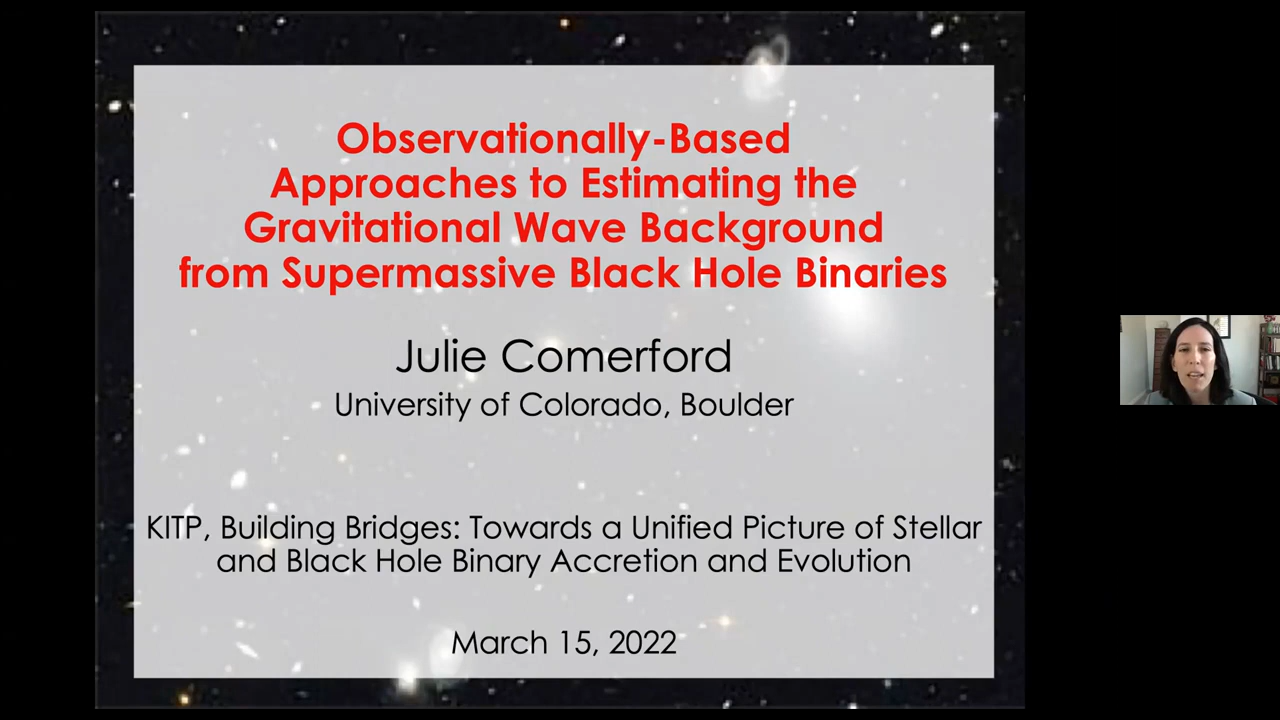 Observationally-Based
Approaches to Estimating the
Gravitational Wave Background
from Supermassive Black Hole Binaries
Julie Comerford
University of Colorado, Boulder
KITP, Building Bridges: Towards a Unified Picture of Stellar
and Black Hole Binary Accretion and Evolution
March 15, 2022